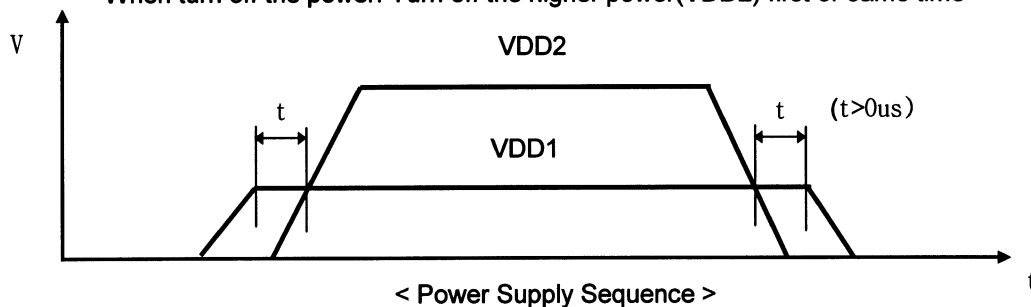 When turn off the power: Turn off the higher power(VDD2) first or same time
V
VDD2
t
t
(t>0us)
VDD1
t
< Power Supply Sequence >